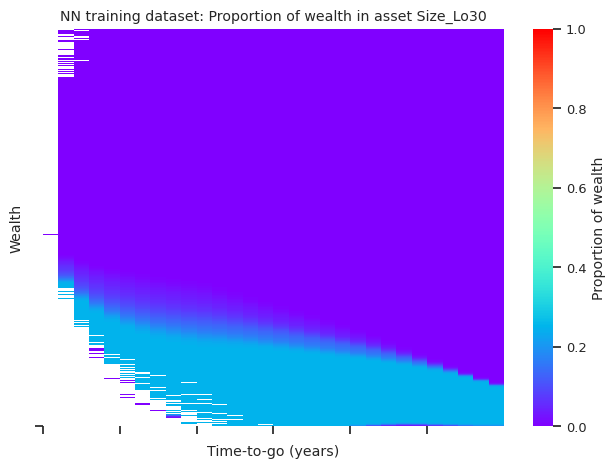 NN training dataset: Proportion of wealth in asset Size_Lo30
Wealth
Time-to-go (years)
1.0
0.8
0.6
0.4
0.2
0.0
Proportion of wealth